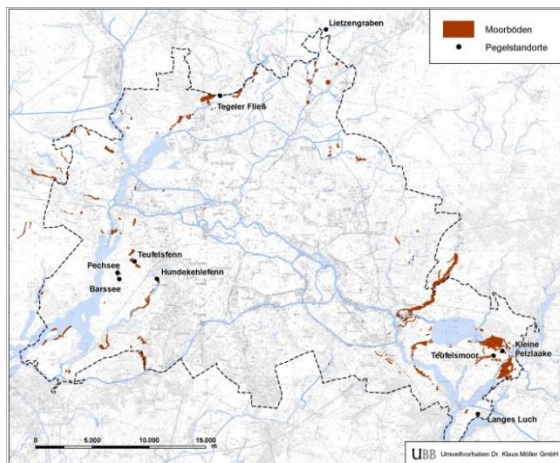 Lietzengraben
Moorböden
Pegelstandorte
Tegeler Fließ
Teufelsfenn
Pechsee
Hundekehlefenn
Barssee
Kleine
Pelzlaake
Teufelsmoor
Langes Luch
0 5.000 10.000 15.000
m
UBB Umweltvorhaben Dr. Klaus Möller GmbH